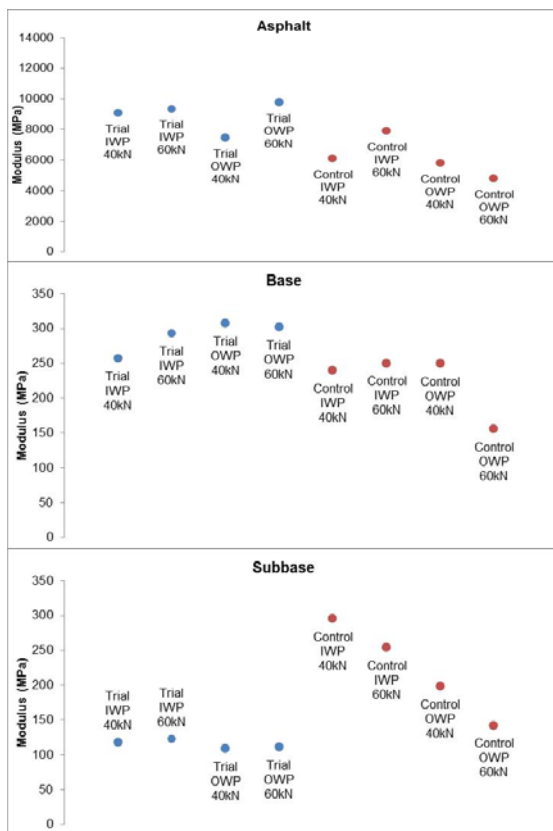 Asphalt
Modulus (MPa)
14000
12000
10000
8000
6000
4000
2000
0
Trial
IWP
40kN
Trial
IWP
60kN
Trial
OWP
40kN
Trial
OWP
60kN
Control
IWP
40kN
Control
IWP
60kN
Control
OWP
40kN
Control
OWP
60kN
Base
Modulus (MPa)
350
300
250
200
150
100
50
0
Trial
IWP
40kN
Trial
IWP
60kN
Trial
OWP
40kN
Trial
OWP
60kN
Control
IWP
40kN
Control
IWP
60kN
Control
OWP
40kN
Control
OWP
60kN
Subbase
Modulus (MPa)
350
300
250
200
150
100
50
0
Trial
IWP
40kN
Trial
IWP
60kN
Trial
OWP
40kN
Trial
OWP
60kN
Control
IWP
40kN
Control
IWP
60kN
Control
OWP
40kN
Control
OWP
60kN